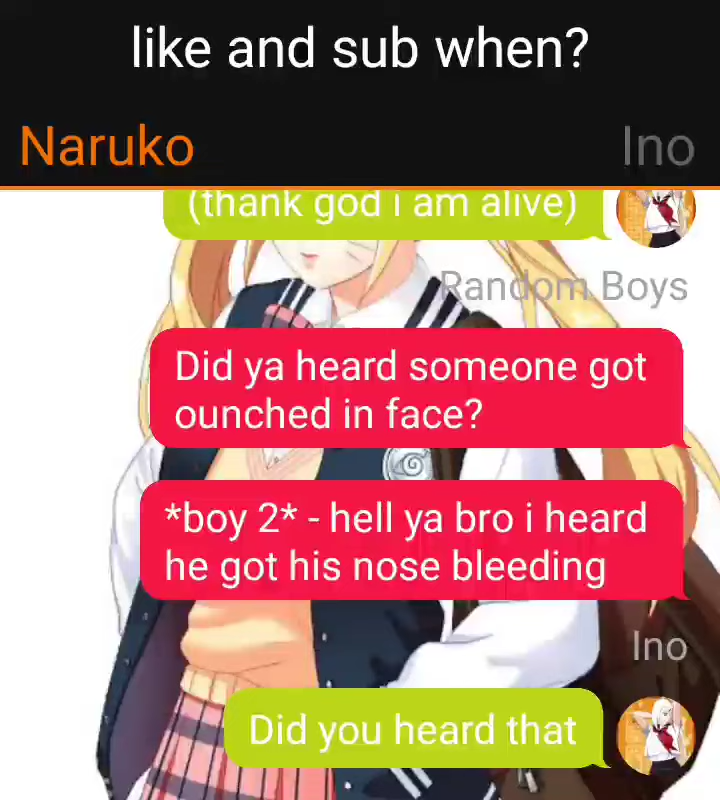 like and sub when?
Naruko
Ino
(thank god i am alive)
Random Boys
Did ya heard someone got
ounched in face?
*boy 2* - hell ya bro i heard
he got his nose bleeding
Ino
Did you heard that